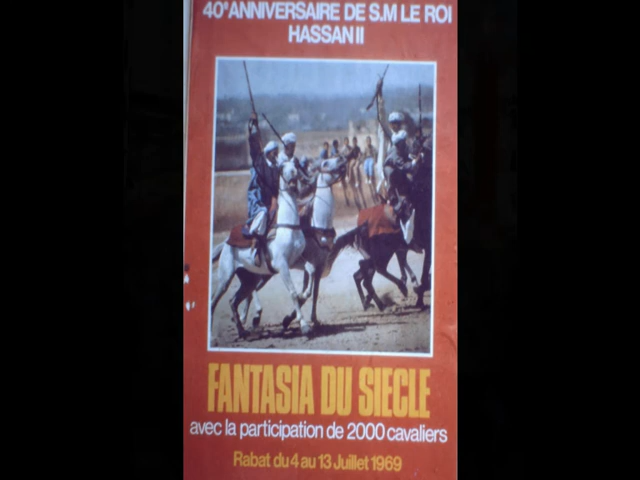 40e ANNIVERSAIRE DE S.M LE ROI
HASSAN II
FANTASIA DU SIECLE
avec la participation de 2000 cavaliers
Rabat du 4 au 13 Juillet 1969